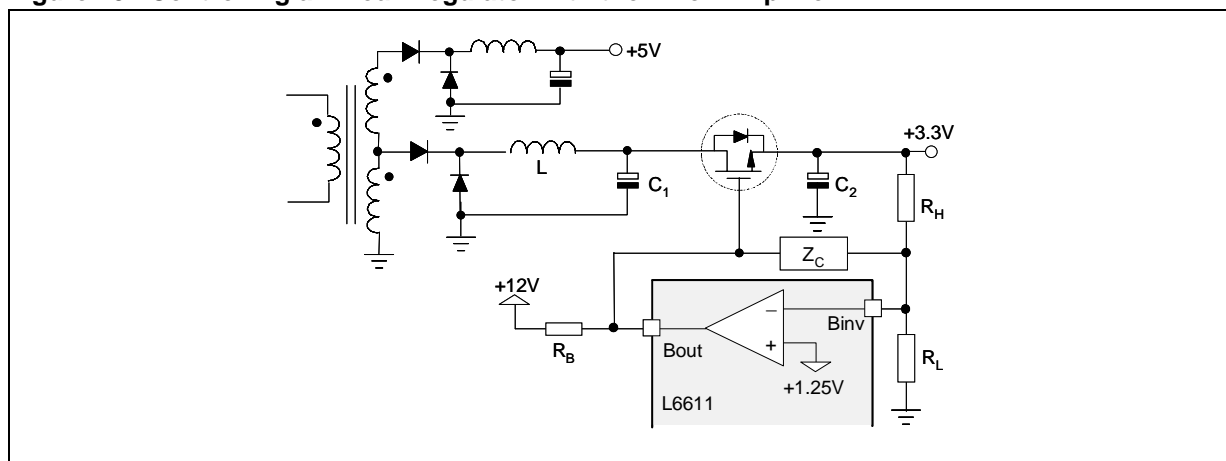 +5V
+3.3V
L
C1
C2
RH
ZC
+12V
RB
Bout
Binv
−
+
+1.25V
RL
L6611